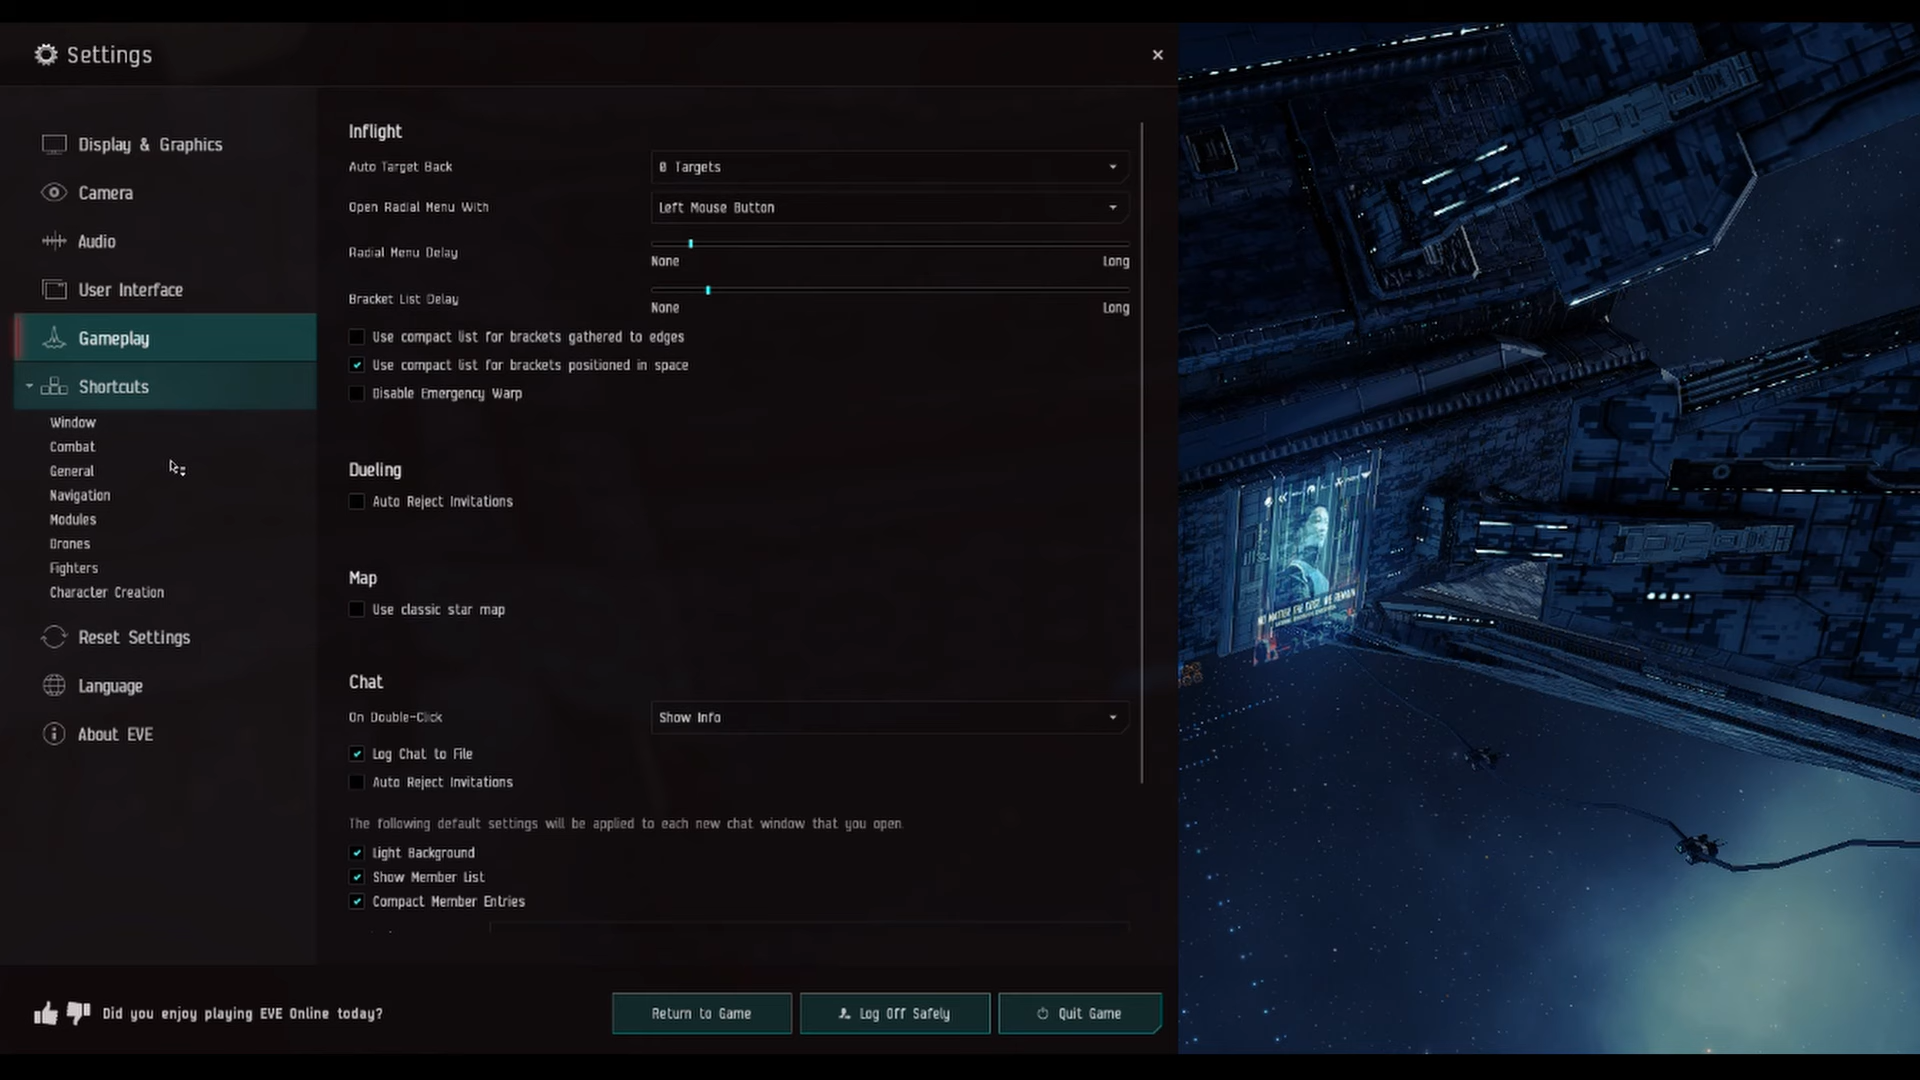 Settings
Display & Graphics
Camera
Audio
User Interface
Gameplay
Shortcuts
Window
Combat
General
Navigation
Modules
Drones
Fighters
Character Creation
Reset Settings
Language
About EVE
Inflight
Auto Target Back
0 Targets
Open Radial Menu With
Left Mouse Button
Radial Menu Delay
None
Long
Bracket List Delay
None
Long
Use compact list for brackets gathered to edges
Use compact list for brackets positioned in space
Disable Emergency Warp
Dueling
Auto Reject Invitations
Map
Use classic star map
Chat
On Double-Click
Show Info
Log Chat to File
Auto Reject Invitations
The following default settings will be applied to each new chat window that you open.
Light Background
Show Member List
Compact Member Entries
Did you enjoy playing EVE Online today?
Return to Game
Log Off Safely
Quit Game